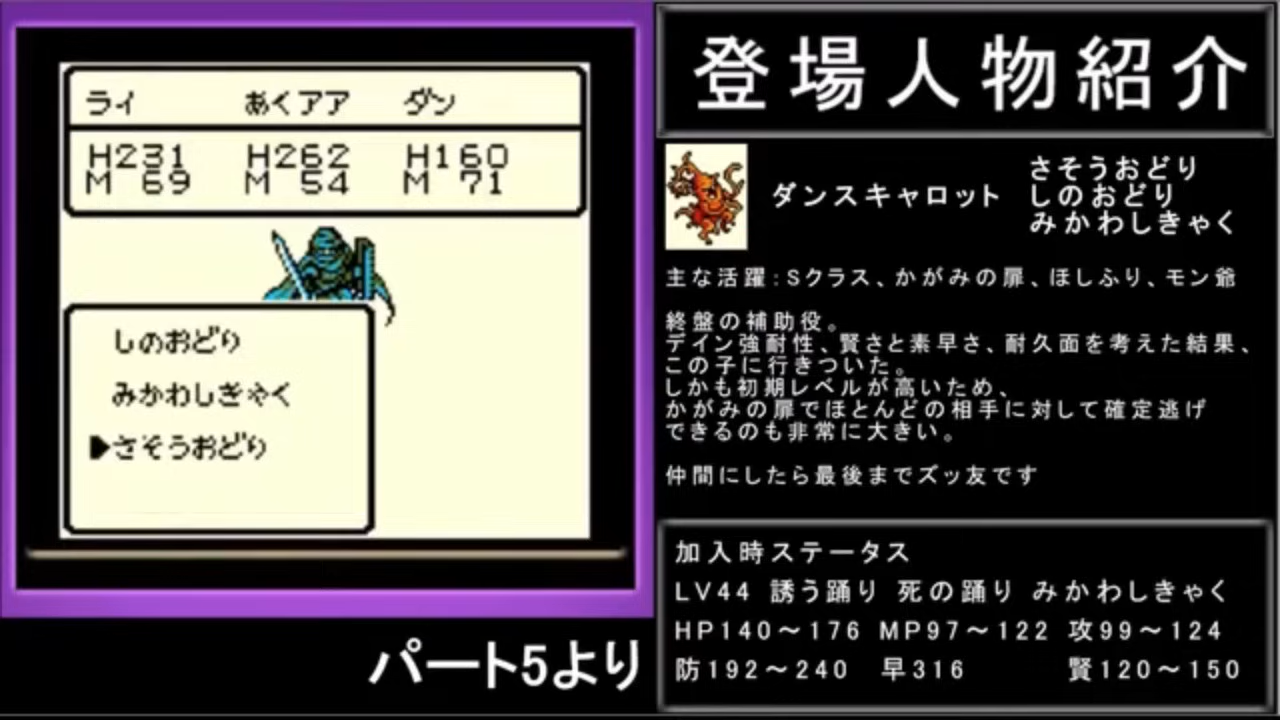 ライ あくアア ダン
H231 H262 H160
M 69 M 54 M 71
しのおどり
みかわしきゃく
▶さそうおどり
パート5より
登場人物紹介
ダンスキャロット
さそうおどり
しのおどり
みかわしきゃく
主な活躍:Sクラス、かがみの扉、ほしふり、モン爺
終盤の補助役。
デイン強耐性、賢さと素早さ、耐久面を考えた結果、
この子に行きついた。
しかも初期レベルが高いため、
かがみの扉でほとんどの相手に対して確定逃げ
できるのも非常に大きい。
仲間にしたら最後までズッ友です
加入時ステータス
LV44 誘う踊り 死の踊り みかわしきゃく
HP140～176 MP97～122 攻99～124
防192～240 早316 賢120～150